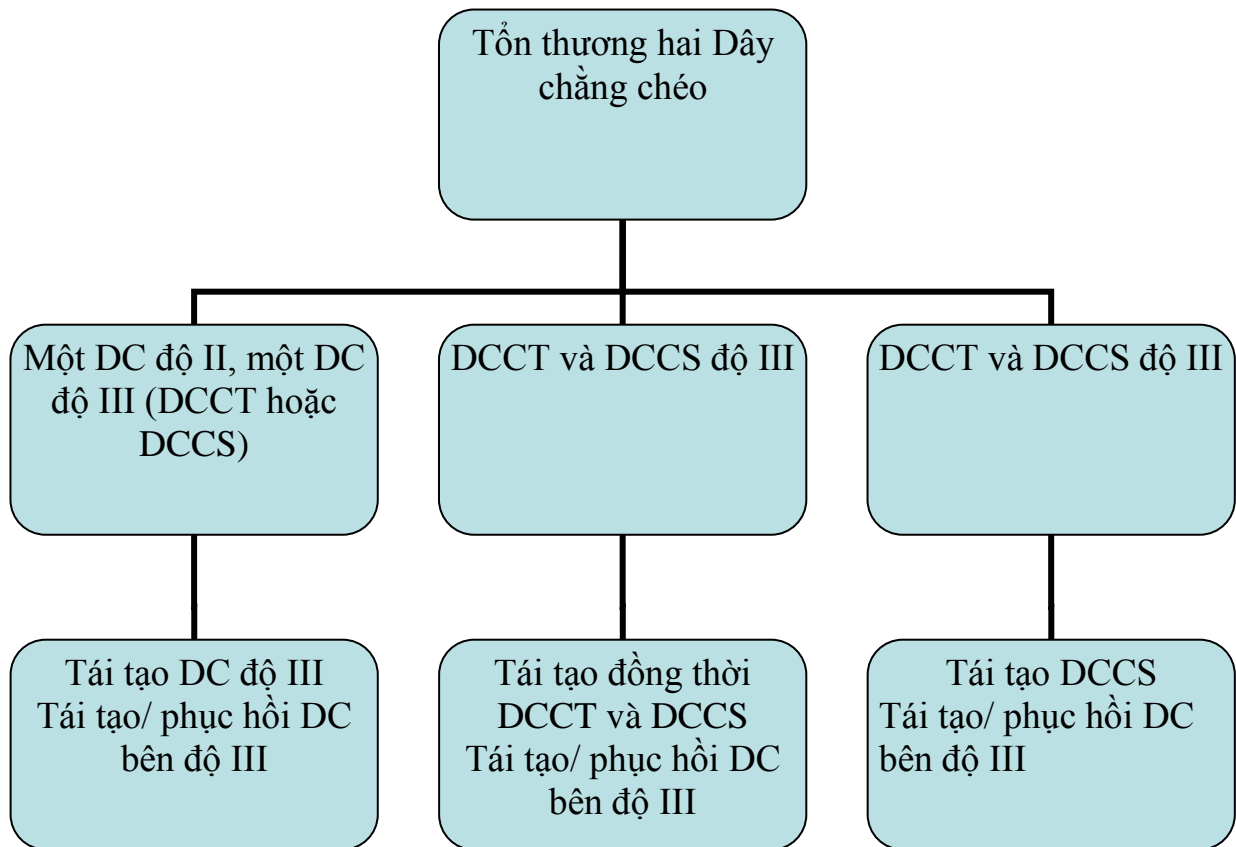 Tổn thương hai Dây
chằng chéo
Một DC độ II, một DC
độ III (DCCT hoặc
DCCS)
DCCT và DCCS độ III
DCCT và DCCS độ III
Tái tạo DC độ III
Tái tạo/ phục hồi DC
bên độ III
Tái tạo đồng thời
DCCT và DCCS
Tái tạo/ phục hồi DC
bên độ III
Tái tạo DCCS
Tái tạo/ phục hồi DC
bên độ III